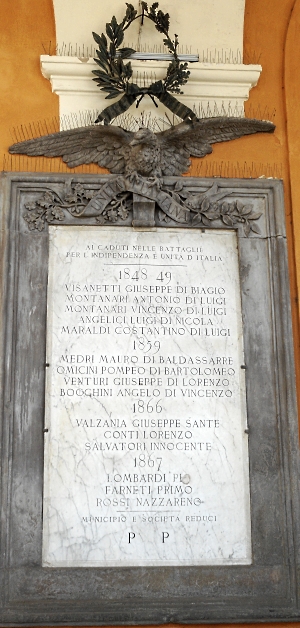 AI CADUTI NELLE BATTAGLIE
PER L'INDIPENDENZA E UNITÀ D'ITALIA
1848 49
VISANETTI GIUSEPPE DI BIAGIO
MONTANARI ANTONIO DI LUIGI
MONTANARI VINCENZO DI LUIGI
ANGELICI LUIGI DI NICOLA
MARALDI COSTANTINO DI LUIGI
1859
MEDRI MAURO DI BALDASSARRE
OMICINI POMPEO DI BARTOLOMEO
VENTURI GIUSEPPE DI LORENZO
BOOGHINI ANGELO DI VINCENZO
1866
VALZANIA GIUSEPPE SANTE
CONTI LORENZO
SALVATORI INNOCENTE
1867
LOMBARDI PIO
FARNETI PRIMO
ROSSI NAZZARENO
MUNICIPIO E SOCIETÀ REDUCI
P P